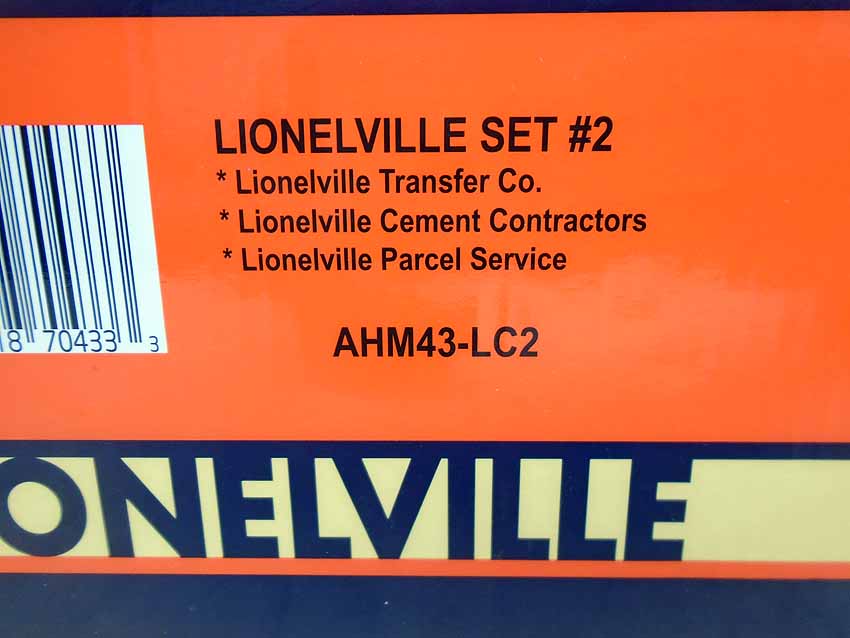 LIONELVILLE SET #2
* Lionelville Transfer Co.
* Lionelville Cement Contractors
* Lionelville Parcel Service
AHM43-LC2
8 70433 3
ONELVILLE